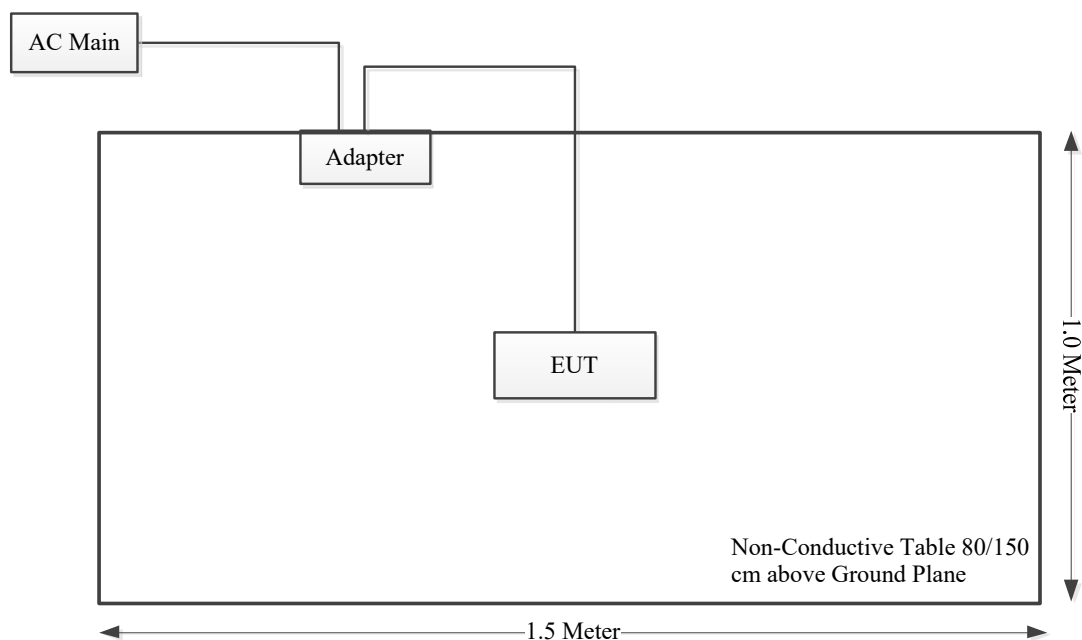 AC Main
Adapter
EUT
1.0 Meter
Non-Conductive Table 80/150
cm above Ground Plane
1.5 Meter